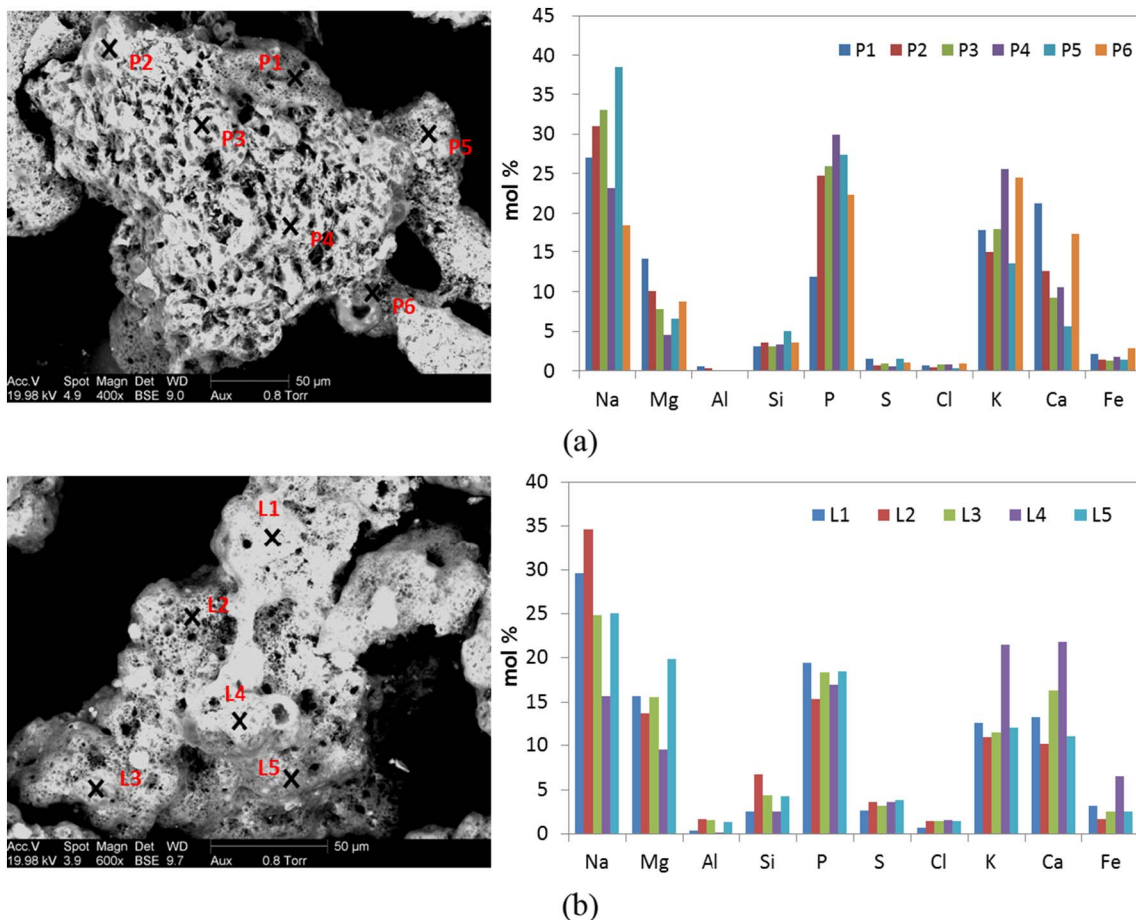 P2
P1
P3
P5
P4
P6
Acc.V Spot Magn Det WD 50 µm
19.98 kV 4.9 400x BSE 9.0 Aux 0.8 Torr
45
40
35
30
25
20
15
10
5
0
mol %
P1 P2 P3 P4 P5 P6
Na Mg Al Si P S Cl K Ca Fe
(a)
L1
L2
L4
L3
L5
Acc.V Spot Magn Det WD 50 µm
19.98 kV 3.9 600x BSE 9.7 Aux 0.8 Torr
40
35
30
25
20
15
10
5
0
mol %
L1 L2 L3 L4 L5
Na Mg Al Si P S Cl K Ca Fe
(b)